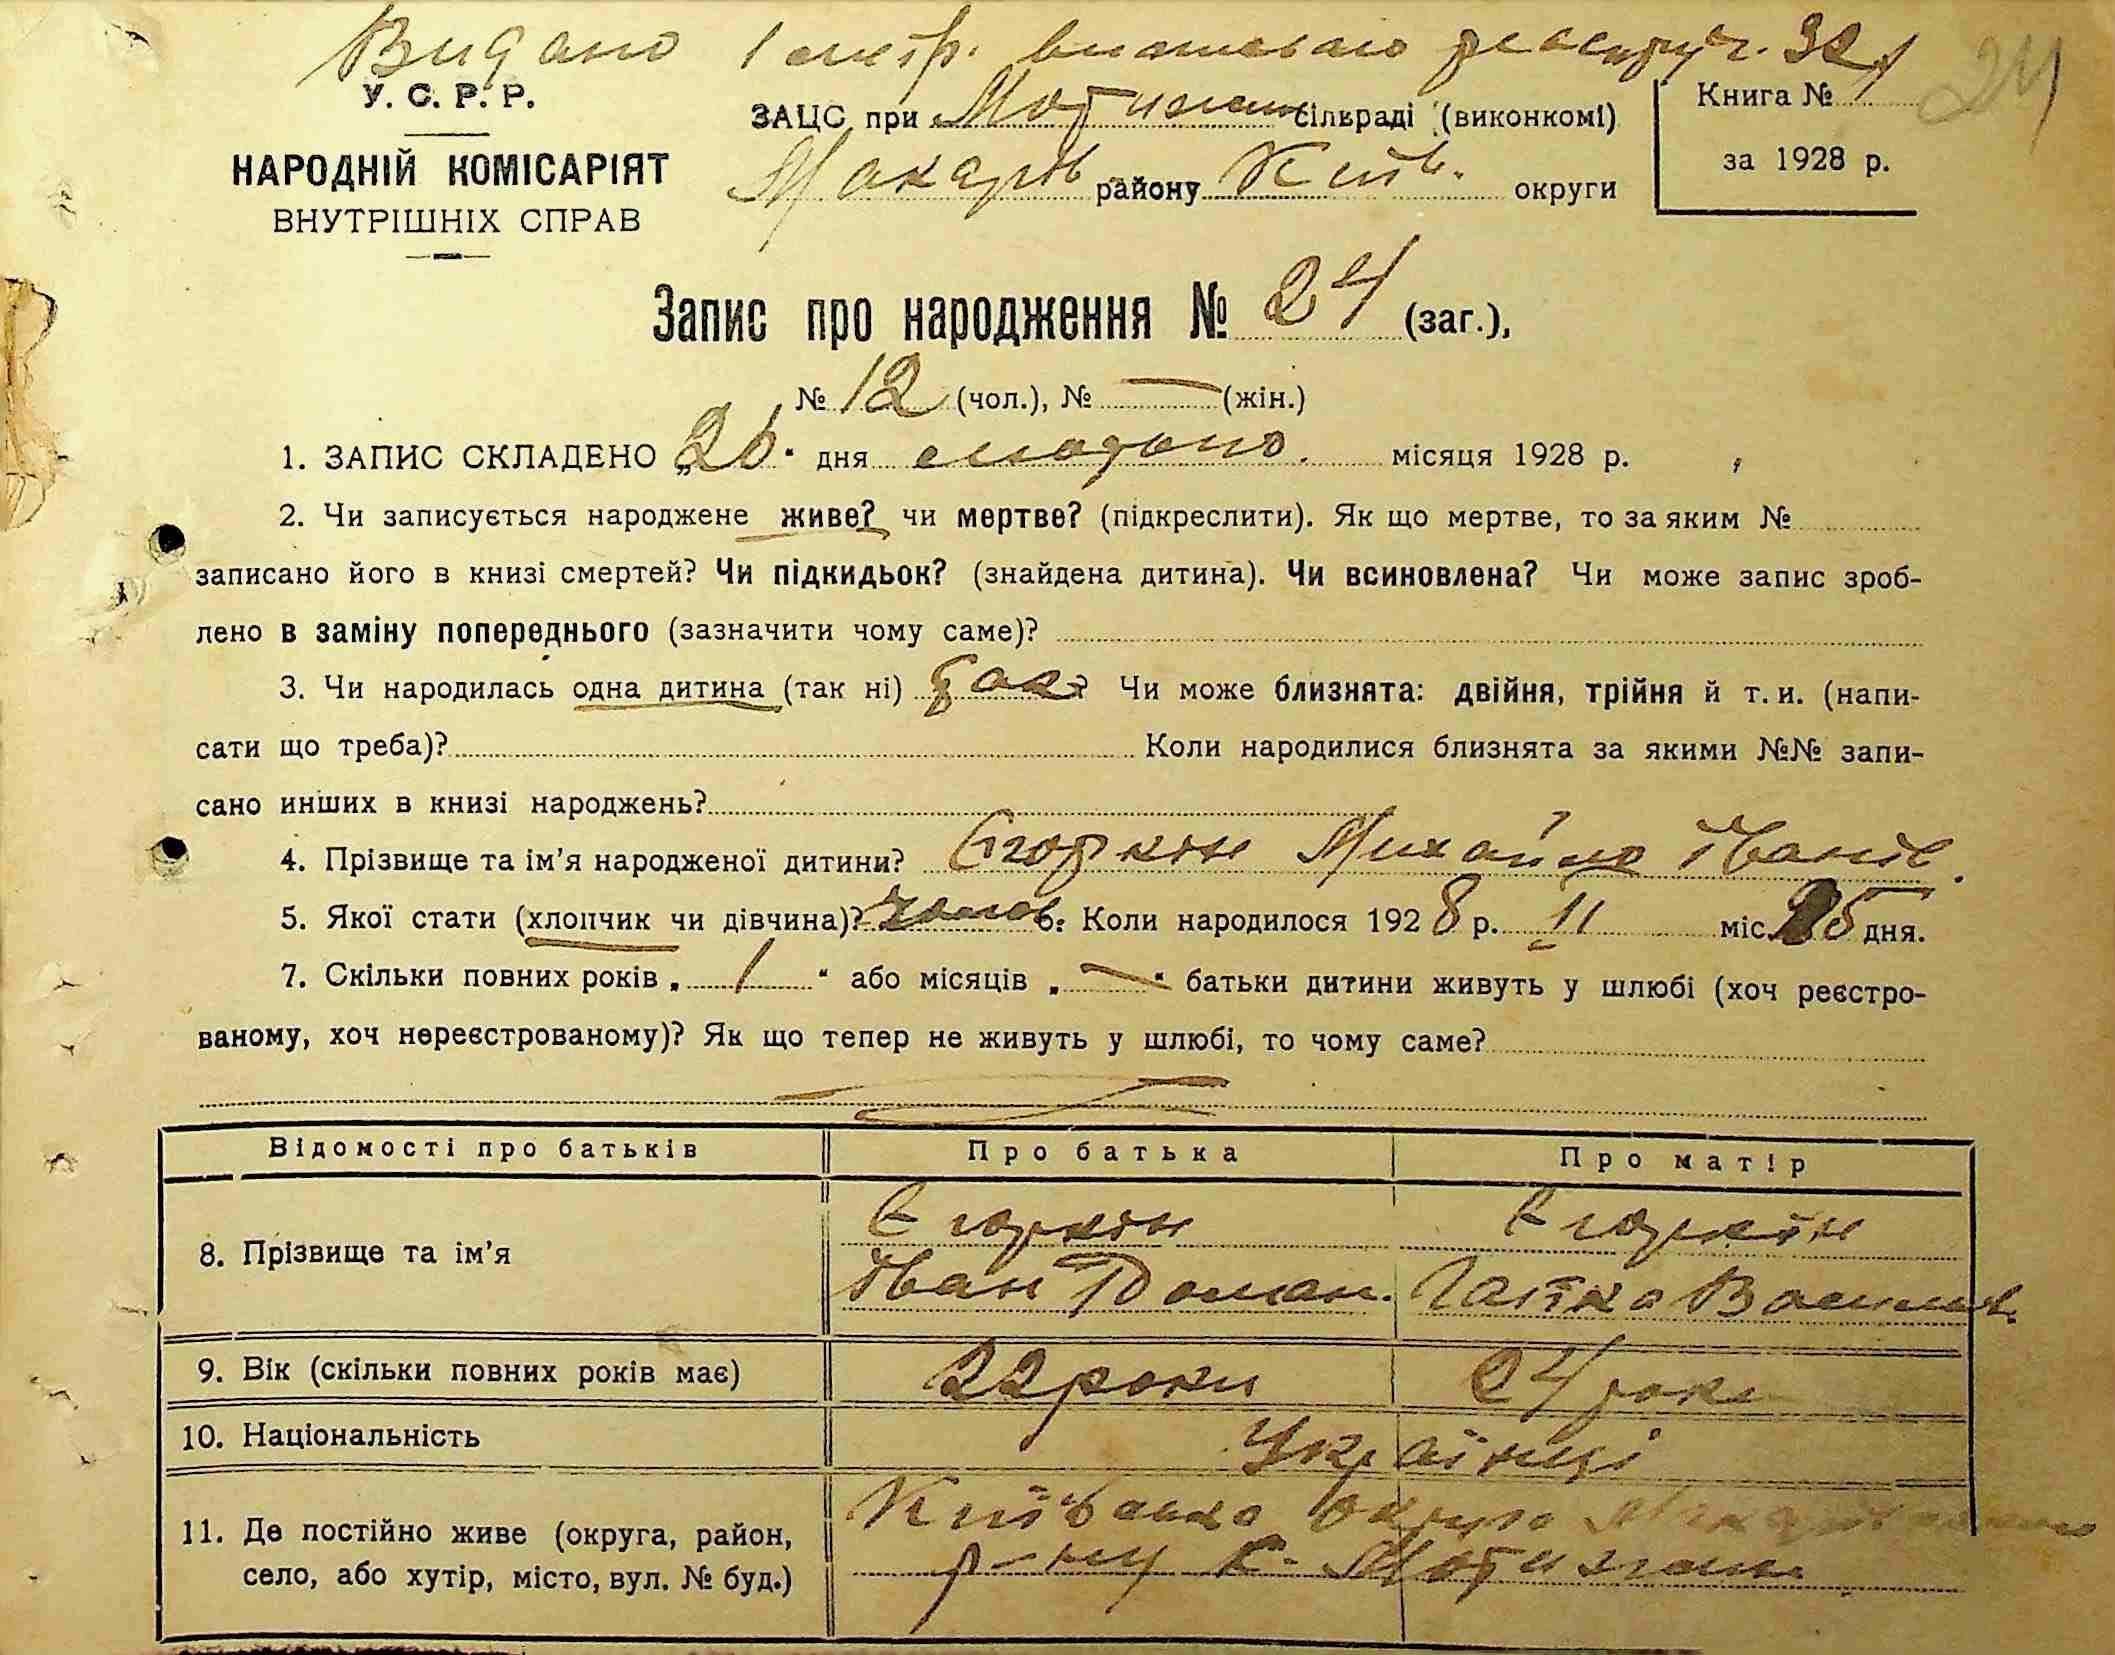 Видано 1 екстр.
У. С. Р. Р.
НАРОДНІЙ КОМІСАРІЯТ
ВНУТРІШНІХ СПРАВ
ЗАЦС при Мотижин сільраді (виконкомі)
Макарів району Київ. округи
Книга № 1
за 1928 р.
24
Запис про народження № 24 (заг.),
№ 12 (чол.), № — (жін.)
1. ЗАПИС СКЛАДЕНО „26" дня місяця 1928 р.
2. Чи записується народжене живе? чи мертве? (підкреслити). Як що мертве, то за яким №
записано його в книзі смертей? Чи підкидьок? (знайдена дитина). Чи всиновлена? Чи може запис зроб-
лено в заміну попереднього (зазначити чому саме)?
3. Чи народилась одна дитина (так ні) так? Чи може близнята: двійня, трійня й т. и. (напи-
сати що треба)? Коли народилися близнята за якими №№ запи-
сано инших в книзі народжень?
4. Прізвище та ім'я народженої дитини? Єгоркін Михайло Іванів.
5. Якої стати (хлопчик чи дівчина)? чолов. 6. Коли народилося 1928 р. II міс. 25 дня.
7. Скільки повних років „ 1 " або місяців „ — " батьки дитини живуть у шлюбі (хоч реєстро-
ваному, хоч нереєстрованому)? Як що тепер не живуть у шлюбі, то чому саме?
Відомості про батьків Про батька Про матір
8. Прізвище та ім'я Єгоркін Єгоркін
Іван Доман. Гапка Василів.
9. Вік (скільки повних років має) 22 роки 24 роки
10. Національність Українці
11. Де постійно живе (округа, район, Київська округа Макарівського
село, або хутір, місто, вул. № буд.) р-ну с. Мотижин